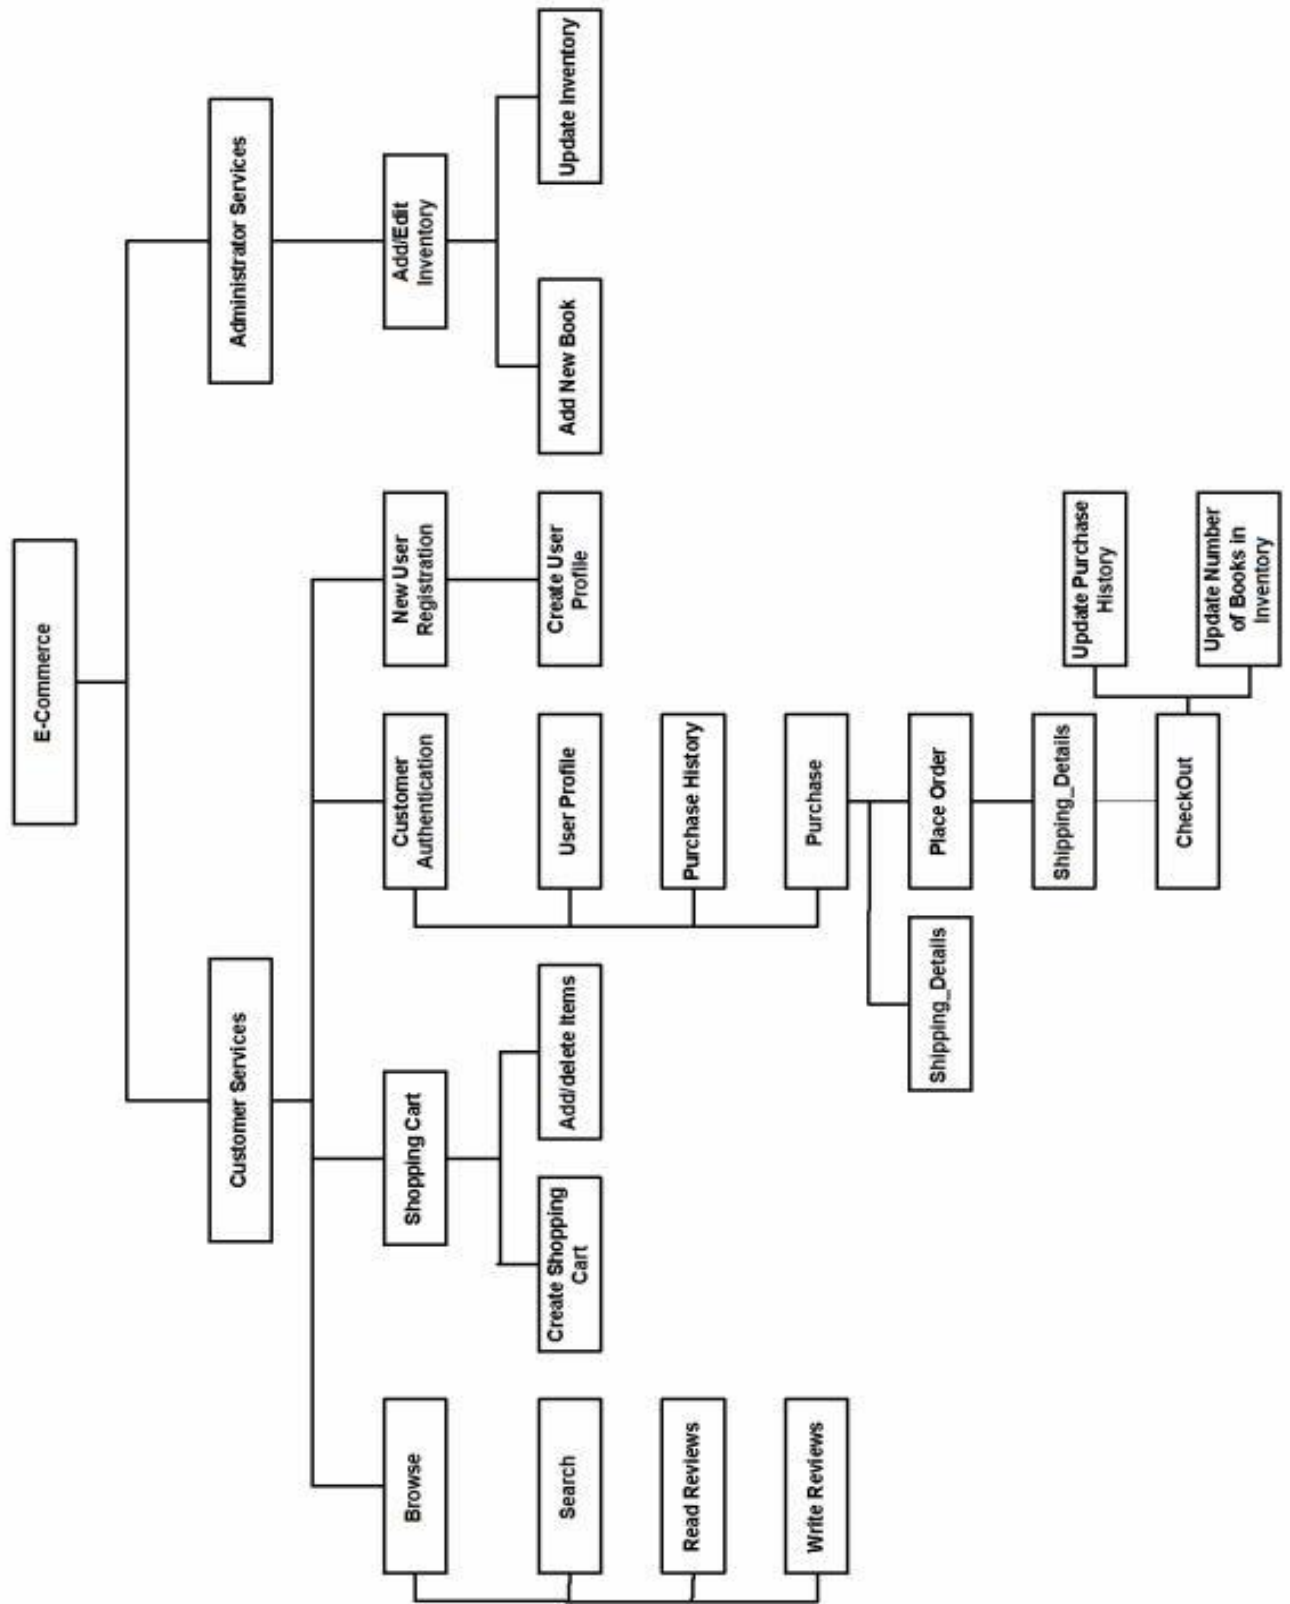 E-Commerce
Customer Services
Administrator Services
Browse
Shopping Cart
Customer
Authentication
New User
Registration
Add/Edit
Inventory
Search
Create Shopping
Cart
Add/delete Items
User Profile
Create User
Profile
Add New Book
Update Inventory
Read Reviews
Purchase History
Write Reviews
Purchase
Shipping_Details
Place Order
Shipping_Details
Update Purchase
History
CheckOut
Update Number
of Books in
Inventory